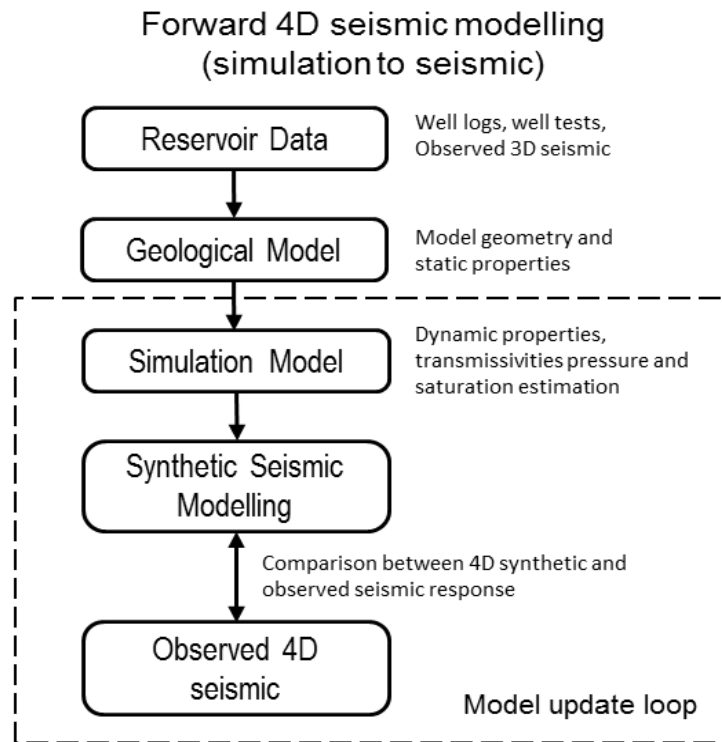 Forward 4D seismic modelling
(simulation to seismic)
Reservoir Data
Well logs, well tests,
Observed 3D seismic
Geological Model
Model geometry and
static properties
Simulation Model
Dynamic properties,
transmissivities pressure and
saturation estimation
Synthetic Seismic
Modelling
Comparison between 4D synthetic and
observed seismic response
Observed 4D
seismic
Model update loop